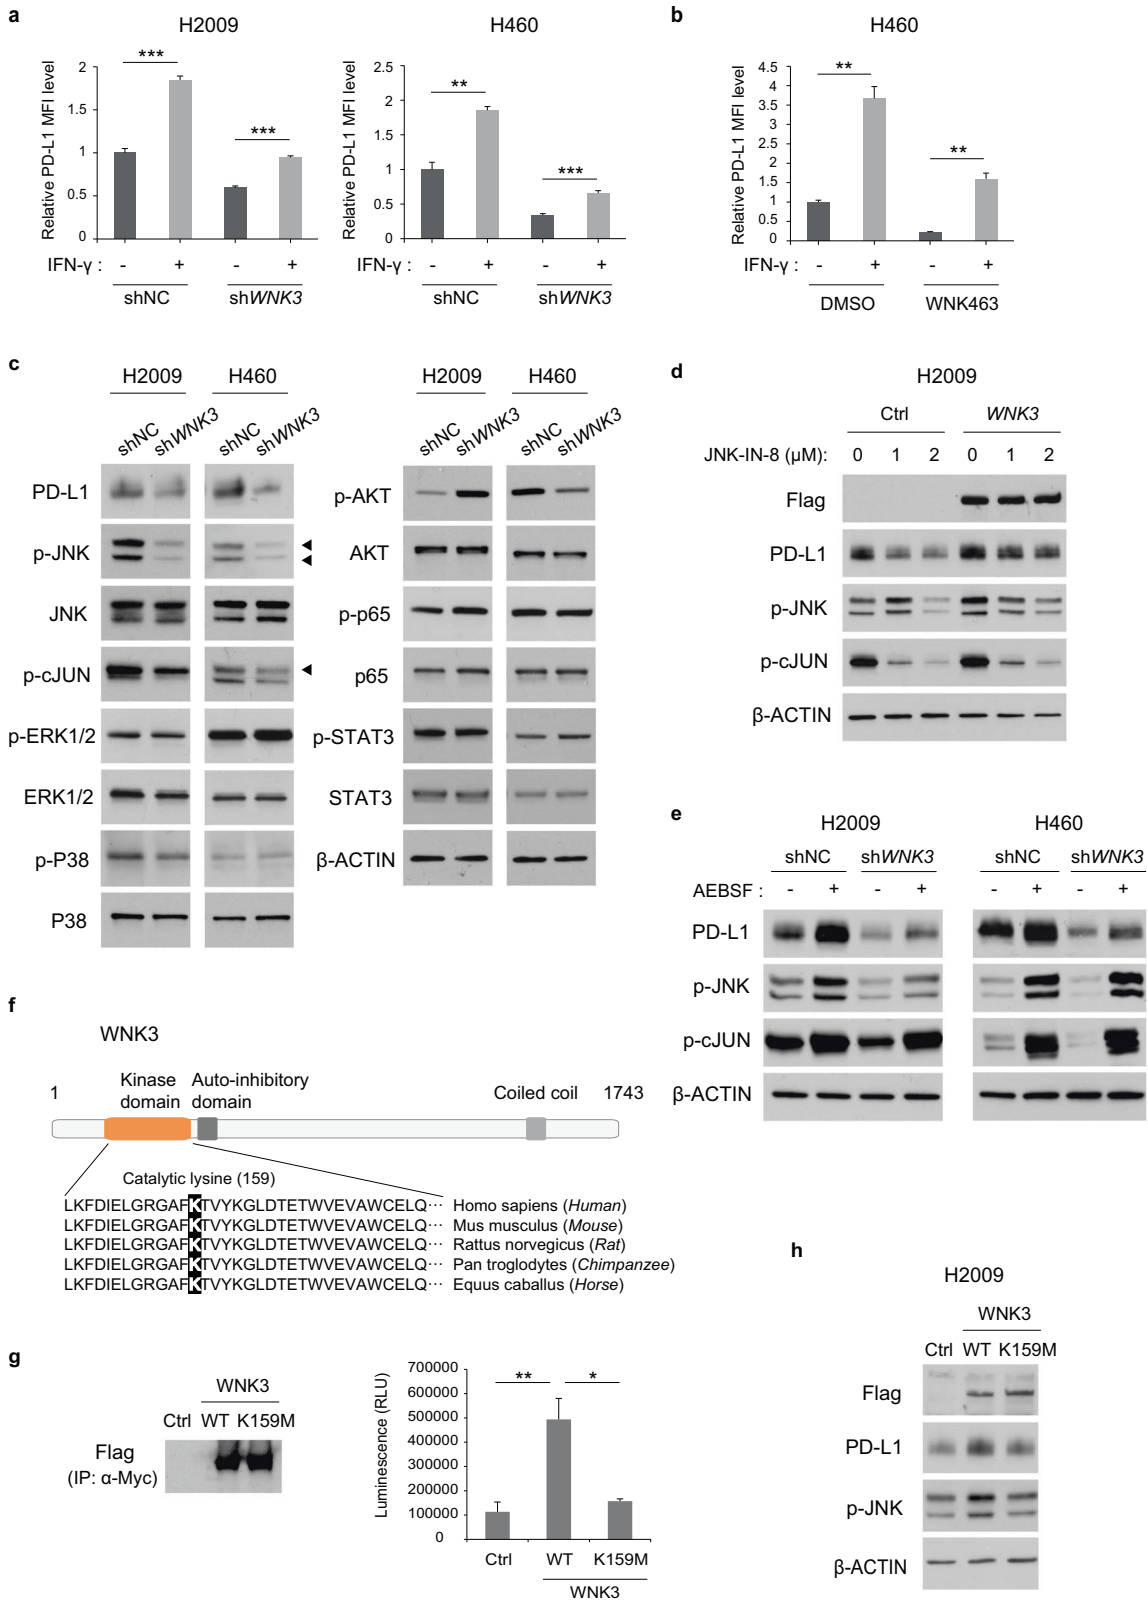 a
H2009
H460
Relative PD-L1 MFI level
2
1.5
1
0.5
0
***
***
IFN-γ :
-
+
-
+
shNC
shWNK3
Relative PD-L1 MFI level
2.5
2
1.5
1
0.5
0
**
***
IFN-γ :
-
+
-
+
shNC
shWNK3
b
H460
Relative PD-L1 MFI level
4.5
4
3.5
3
2.5
2
1.5
1
0.5
0
**
**
IFN-γ :
-
+
-
+
DMSO
WNK463
c
H2009
H460
shNC
shWNK3
shNC
shWNK3
PD-L1
p-JNK
JNK
p-cJUN
p-ERK1/2
ERK1/2
p-P38
P38
H2009
H460
shNC
shWNK3
shNC
shWNK3
p-AKT
AKT
p-p65
p65
p-STAT3
STAT3
β-ACTIN
d
H2009
Ctrl
WNK3
JNK-IN-8 (µM):
0
1
2
0
1
2
Flag
PD-L1
p-JNK
p-cJUN
β-ACTIN
e
H2009
H460
shNC
shWNK3
shNC
shWNK3
AEBSF :
-
+
-
+
-
+
-
+
PD-L1
p-JNK
p-cJUN
β-ACTIN
f
WNK3
1
Kinase domain
Auto-inhibitory domain
Coiled coil
1743
Catalytic lysine (159)
LKFDIELGRGAFKTVYKGLDTETWVEVAWCELQ··· Homo sapiens (Human)
LKFDIELGRGAFKTVYKGLDTETWVEVAWCELQ··· Mus musculus (Mouse)
LKFDIELGRGAFKTVYKGLDTETWVEVAWCELQ··· Rattus norvegicus (Rat)
LKFDIELGRGAFKTVYKGLDTETWVEVAWCELQ··· Pan troglodytes (Chimpanzee)
LKFDIELGRGAFKTVYKGLDTETWVEVAWCELQ··· Equus caballus (Horse)
g
WNK3
Ctrl WT K159M
Flag
(IP: α-Myc)
Luminescence (RLU)
700000
600000
500000
400000
300000
200000
100000
0
**
*
Ctrl
WT
K159M
WNK3
h
H2009
WNK3
Ctrl WT K159M
Flag
PD-L1
p-JNK
β-ACTIN